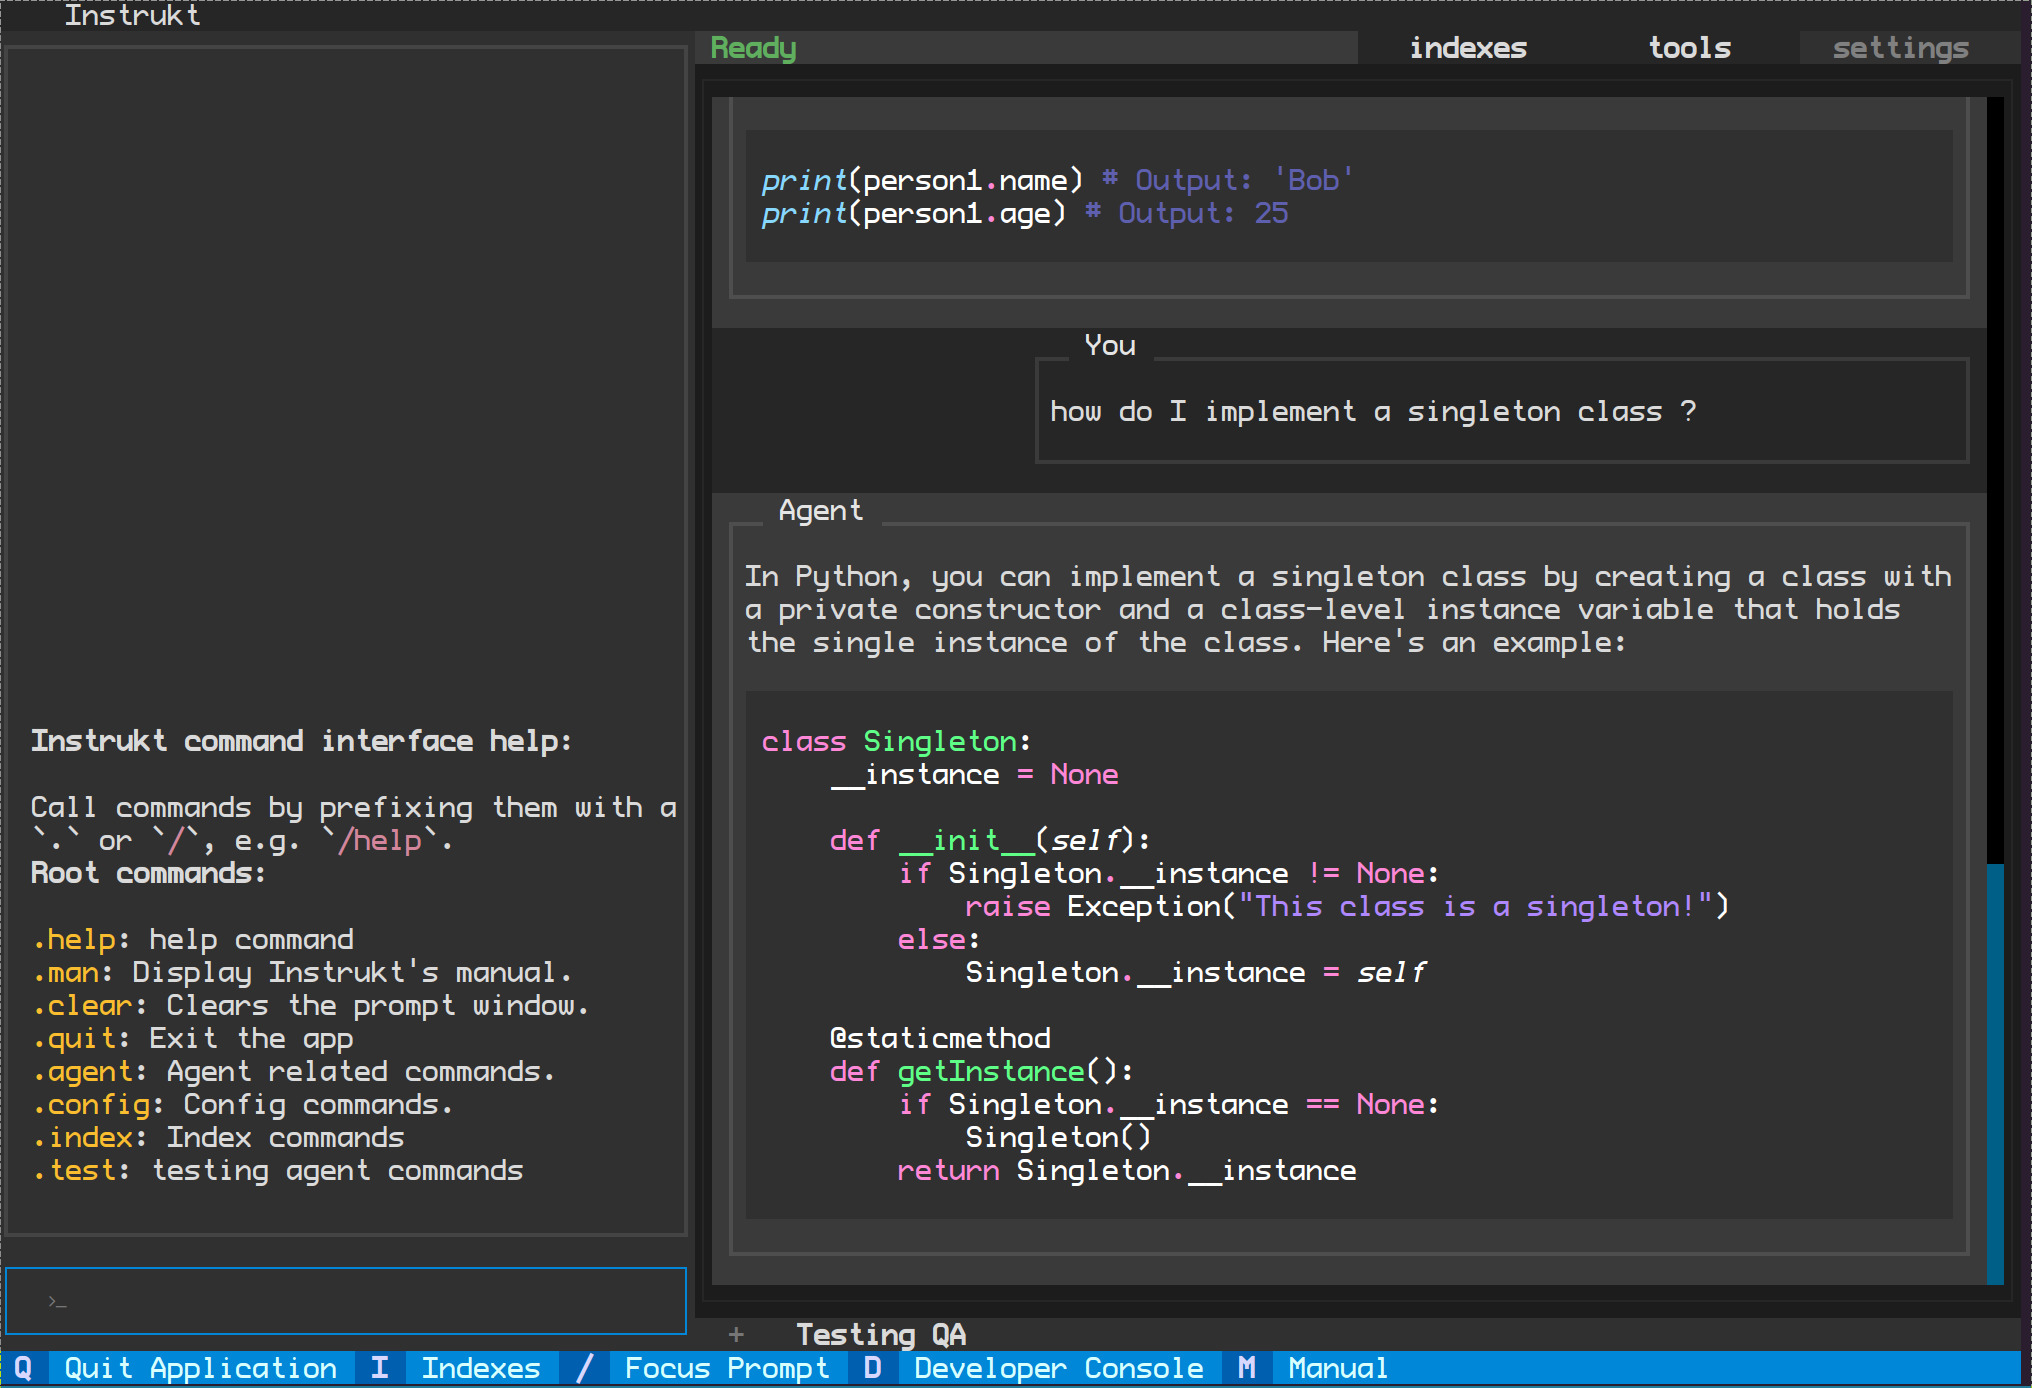 Instrukt
Ready indexes tools settings
print(person1.name) # Output: 'Bob'
print(person1.age) # Output: 25
You
how do I implement a singleton class ?
Agent
In Python, you can implement a singleton class by creating a class with
a private constructor and a class-level instance variable that holds
the single instance of the class. Here's an example:
class Singleton:
    __instance = None
    def __init__(self):
        if Singleton.__instance != None:
            raise Exception("This class is a singleton!")
        else:
            Singleton.__instance = self
    @staticmethod
    def getInstance():
        if Singleton.__instance == None:
            Singleton()
        return Singleton.__instance
Instrukt command interface help:
Call commands by prefixing them with a
`.` or `/`, e.g. `/help`.
Root commands:
.help: help command
.man: Display Instrukt's manual.
.clear: Clears the prompt window.
.quit: Exit the app
.agent: Agent related commands.
.config: Config commands.
.index: Index commands
.test: testing agent commands
>_
+ Testing QA
Q Quit Application I Indexes / Focus Prompt D Developer Console M Manual